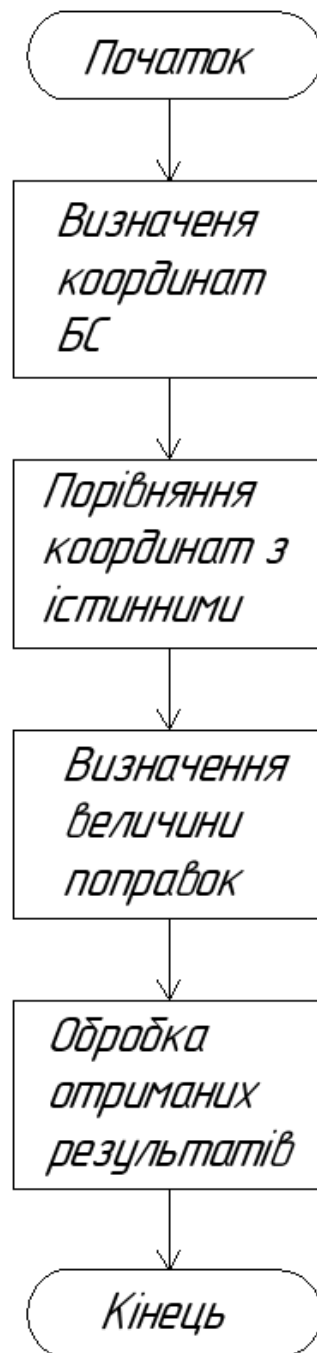 Початок
Визначеня
координат
БС
Порівняння
координат з
істинними
Визначення
величини
поправок
Обробка
отриманих
результатів
Кінець